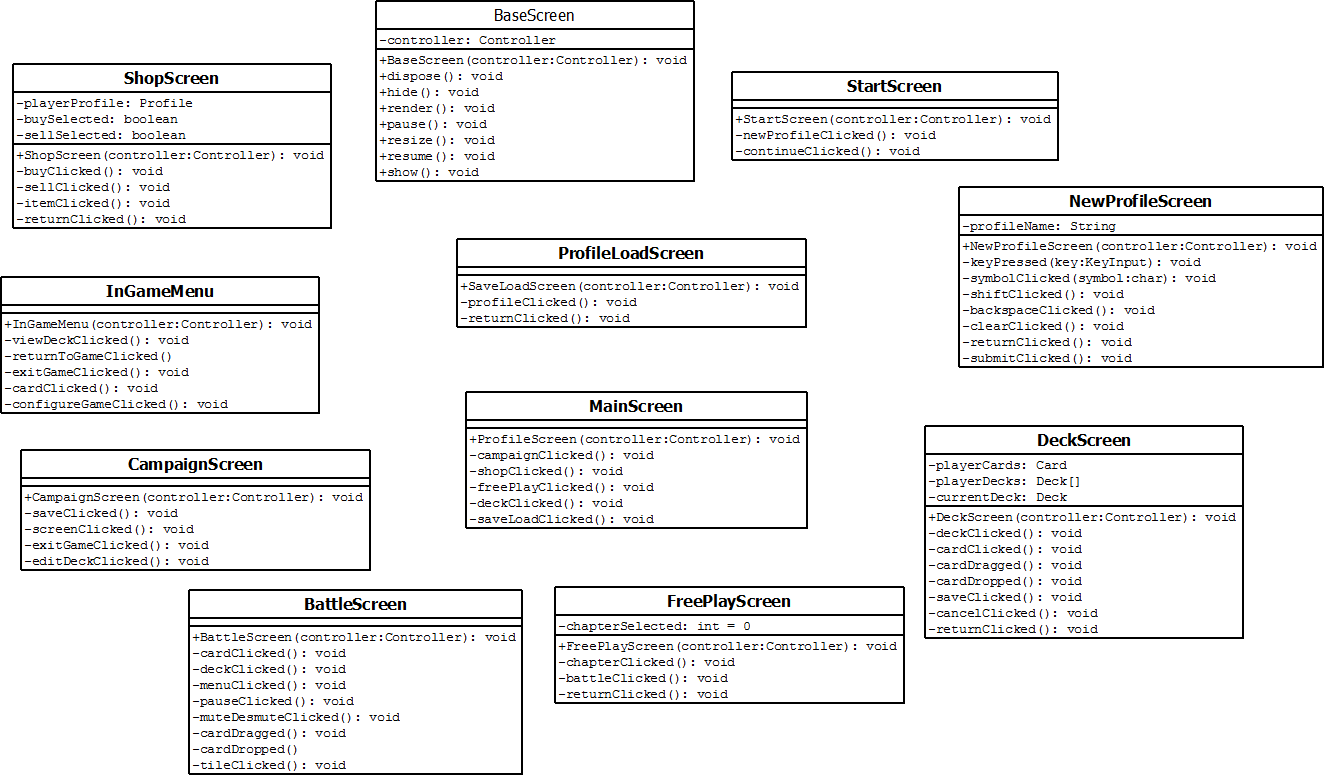 BaseScreen
-controller: Controller
+BaseScreen(controller:Controller): void
+dispose(): void
+hide(): void
+render(): void
+pause(): void
+resize(): void
+resume(): void
+show(): void
ShopScreen
-playerProfile: Profile
-buySelected: boolean
-sellSelected: boolean
+ShopScreen(controller:Controller): void
-buyClicked(): void
-sellClicked(): void
-itemClicked(): void
-returnClicked(): void
StartScreen
+StartScreen(controller:Controller): void
-newProfileClicked(): void
-continueClicked(): void
NewProfileScreen
-profileName: String
+NewProfileScreen(controller:Controller): void
-keyPressed(key:KeyInput): void
-symbolClicked(symbol:char): void
-shiftClicked(): void
-backspaceClicked(): void
-clearClicked(): void
-returnClicked(): void
-submitClicked(): void
ProfileLoadScreen
+SaveLoadScreen(controller:Controller): void
-profileClicked(): void
-returnClicked(): void
InGameMenu
+InGameMenu(controller:Controller): void
-viewDeckClicked(): void
-returnToGameClicked()
-exitGameClicked(): void
-cardClicked(): void
-configureGameClicked(): void
MainScreen
+ProfileScreen(controller:Controller): void
-campaignClicked(): void
-shopClicked(): void
-freePlayClicked(): void
-deckClicked(): void
-saveLoadClicked(): void
DeckScreen
-playerCards: Card
-playerDecks: Deck[]
-currentDeck: Deck
+DeckScreen(controller:Controller): void
-deckClicked(): void
-cardClicked(): void
-cardDragged(): void
-cardDropped(): void
-saveClicked(): void
-cancelClicked(): void
-returnClicked(): void
CampaignScreen
+CampaignScreen(controller:Controller): void
-saveClicked(): void
-screenClicked(): void
-exitGameClicked(): void
-editDeckClicked(): void
BattleScreen
+BattleScreen(controller:Controller): void
-cardClicked(): void
-deckClicked(): void
-menuClicked(): void
-pauseClicked(): void
-muteDesmuteClicked(): void
-cardDragged(): void
-cardDropped()
-tileClicked(): void
FreePlayScreen
-chapterSelected: int = 0
+FreePlayScreen(controller:Controller): void
-chapterClicked(): void
-battleClicked(): void
-returnClicked(): void